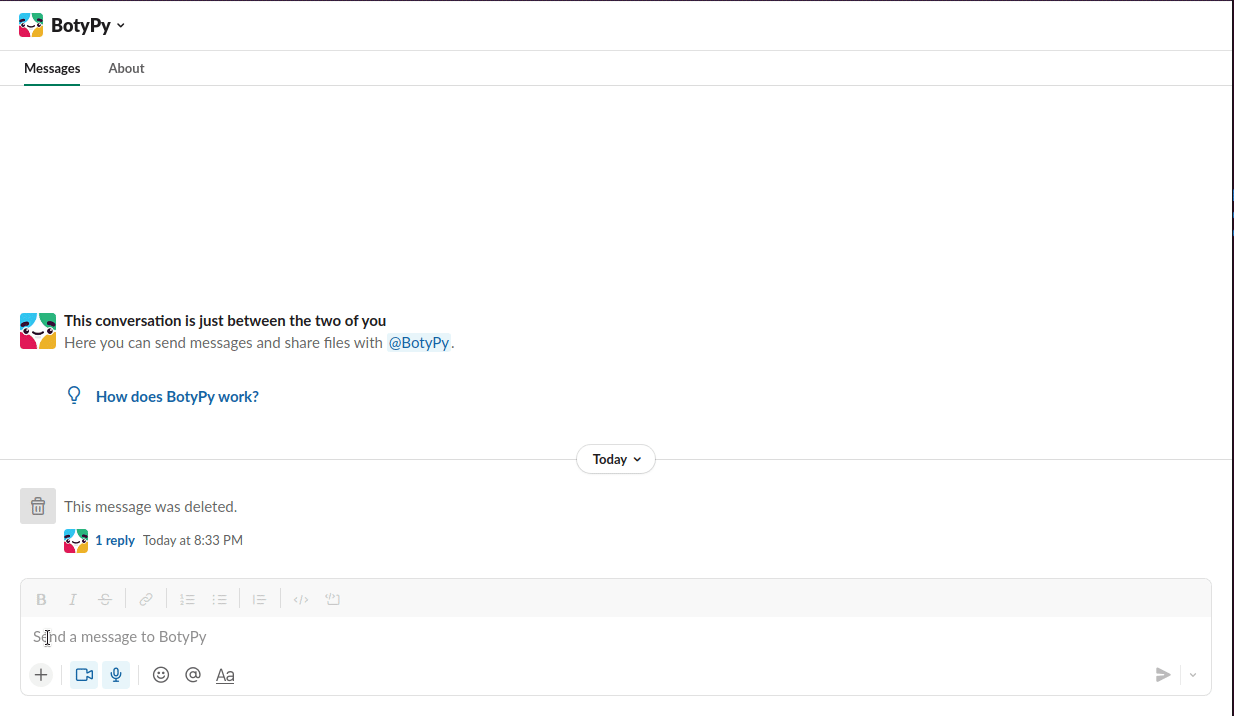 BotyPy
Messages About
This conversation is just between the two of you
Here you can send messages and share files with @BotyPy.
How does BotyPy work?
Today
This message was deleted.
1 reply Today at 8:33 PM
B I S
Send a message to BotyPy
Aa